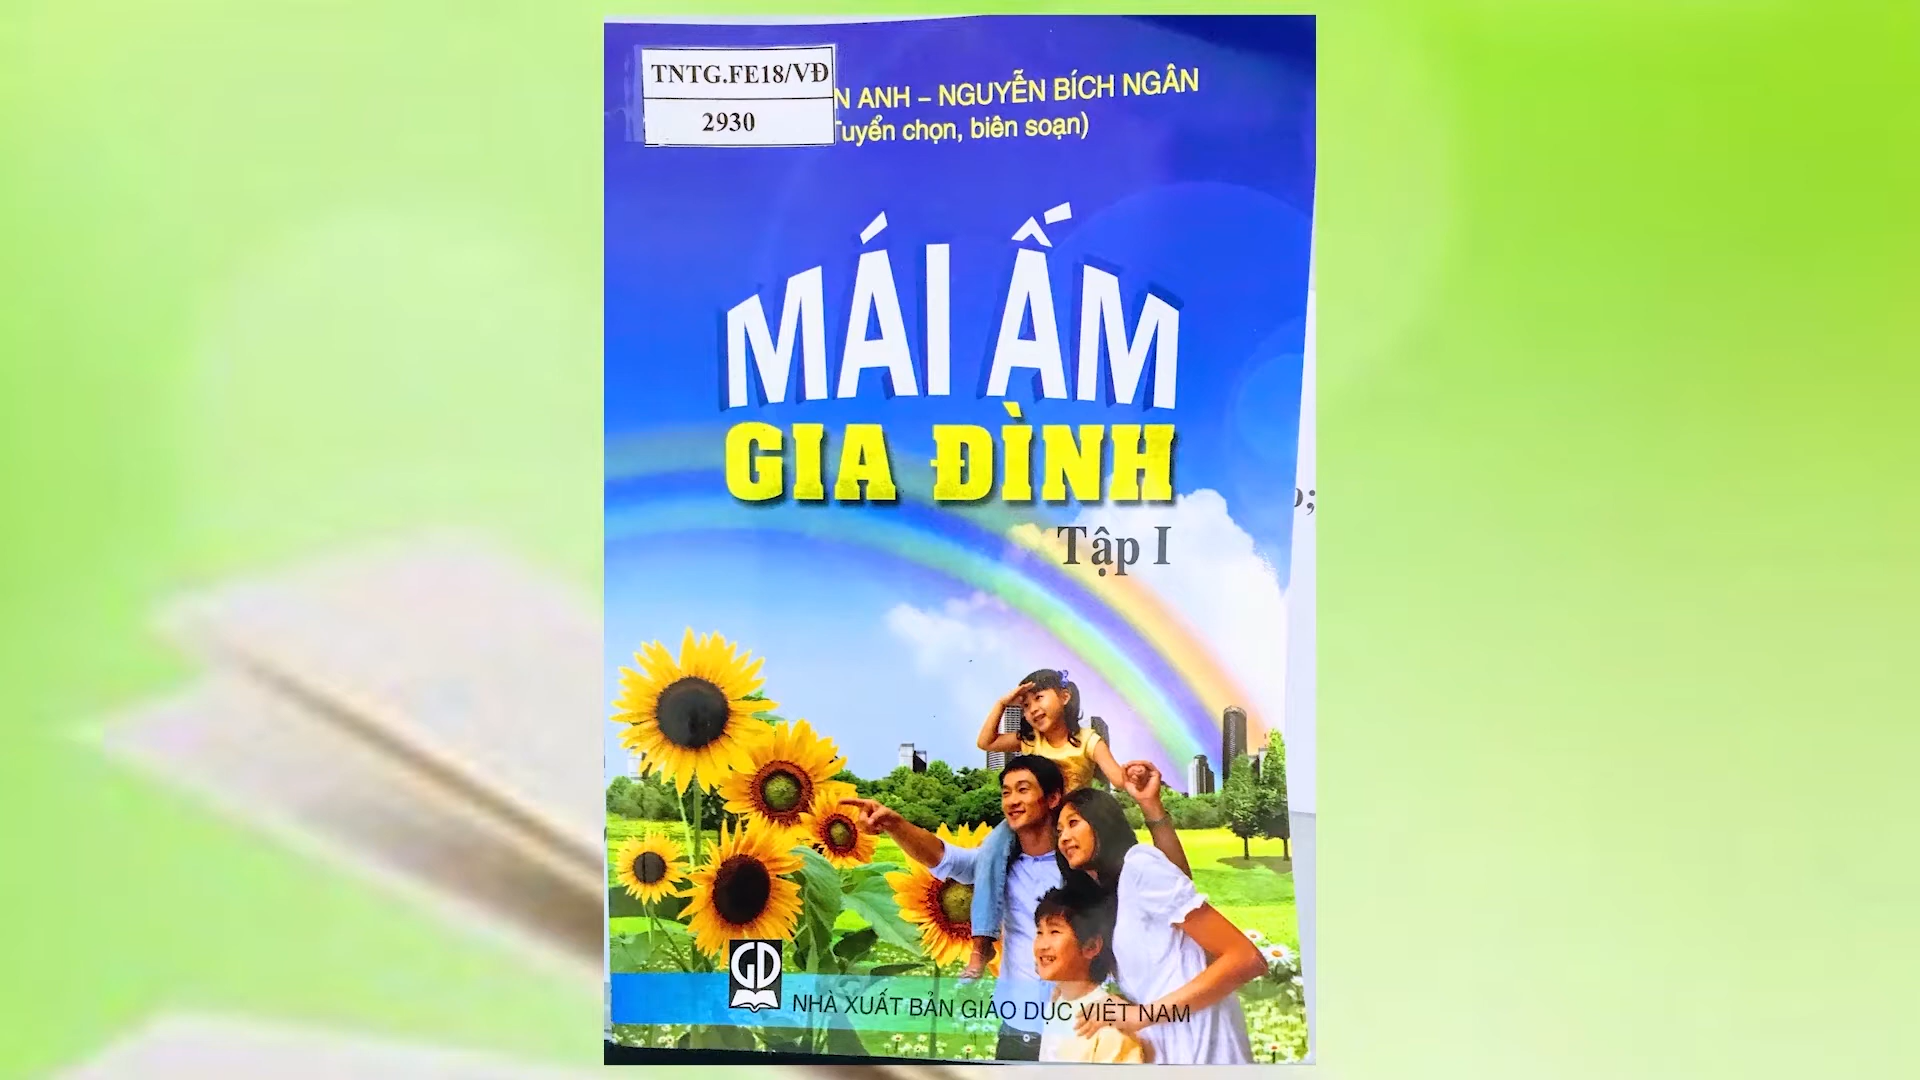 TNTG.FE18/VĐ
2930
ANH – NGUYỄN BÍCH NGÂN
biên soạn)
chọn,
MÁI ẤM
GIA ĐÌNH
Tập I
GD
NHÀ XUẤT BẢN GIÁO DỤC VIỆT NAM